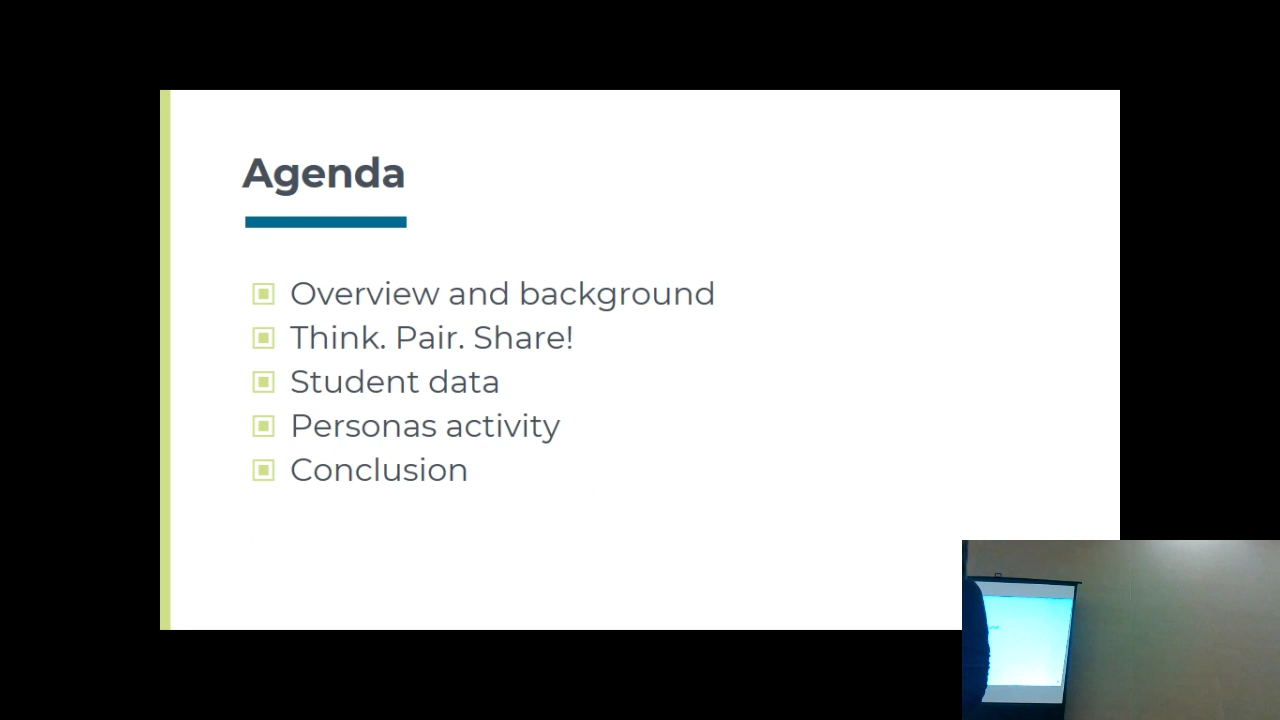 Agenda
Overview and background
Think. Pair. Share!
Student data
Personas activity
Conclusion